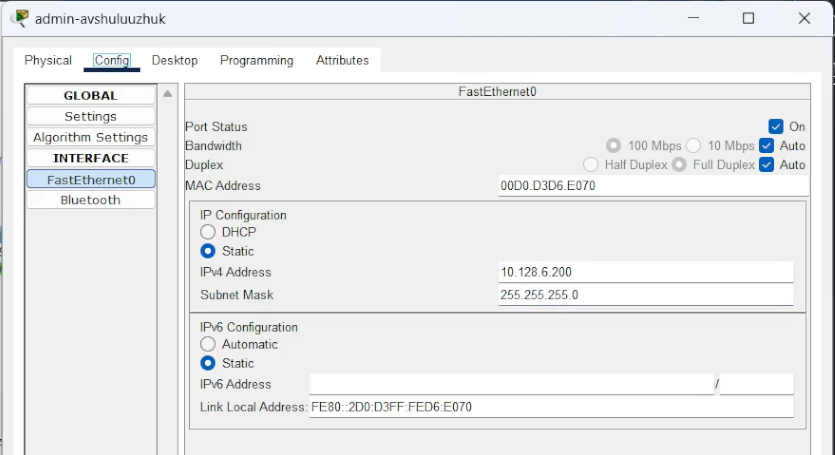 admin-avshuluuzhuk
Physical Config Desktop Programming Attributes
GLOBAL
Settings
Algorithm Settings
INTERFACE
FastEthernet0
Bluetooth
FastEthernet0
Port Status On
Bandwidth 100 Mbps 10 Mbps Auto
Duplex Half Duplex Full Duplex Auto
MAC Address 00D0.D3D6.E070
IP Configuration
DHCP
Static
IPv4 Address 10.128.6.200
Subnet Mask 255.255.255.0
IPv6 Configuration
Automatic
Static
IPv6 Address /
Link Local Address: FE80::2D0:D3FF:FED6:E070